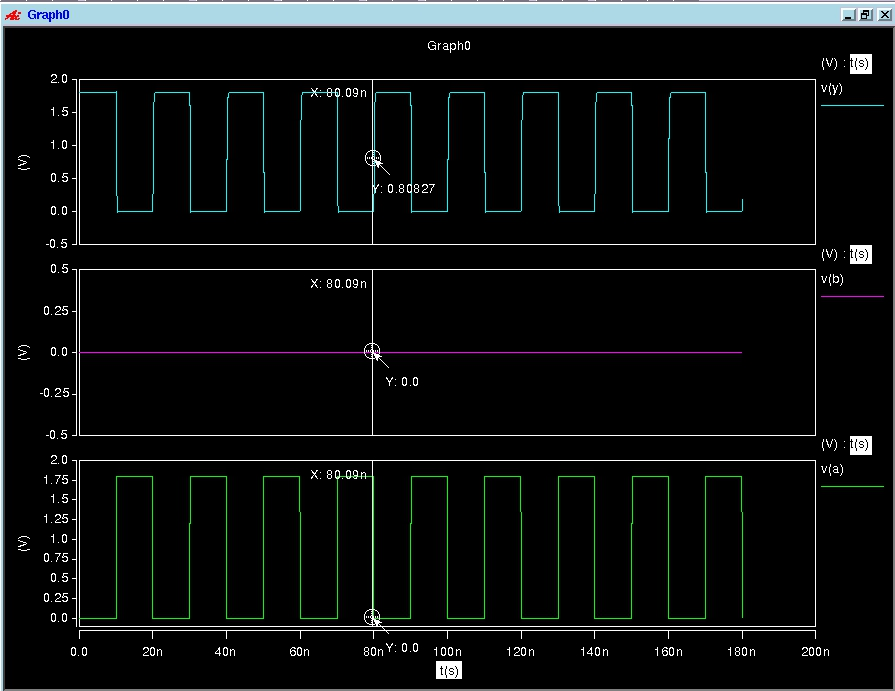 Graph0
Graph0
(V) : t(s)
v(y)
2.0
1.5
1.0
0.5
0.0
-0.5
(V)
X: 80.09n
Y: 0.80827
(V) : t(s)
v(b)
0.5
0.25
0.0
-0.25
-0.5
(V)
X: 80.09n
Y: 0.0
(V) : t(s)
v(a)
2.0
1.75
1.5
1.25
1.0
0.75
0.5
0.25
0.0
(V)
X: 80.09n
Y: 0.0
0.0 20n 40n 60n 80n 100n 120n 140n 160n 180n 200n
t(s)